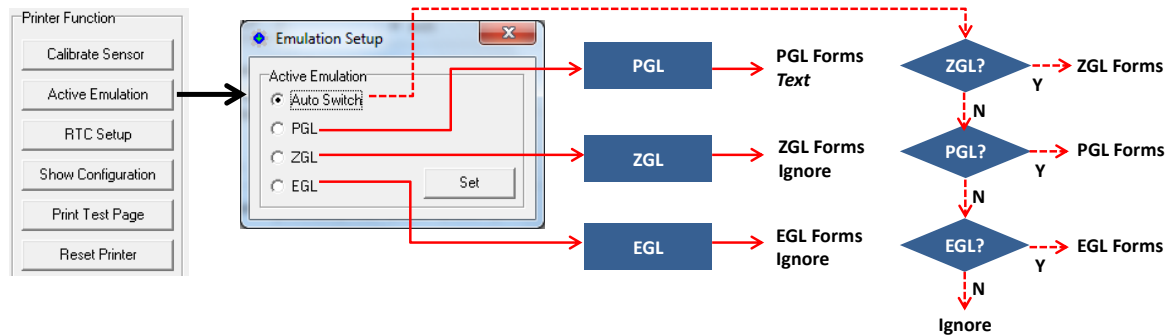 Printer Function
Calibrate Sensor
Active Emulation
RTC Setup
Show Configuration
Print Test Page
Reset Printer
Emulation Setup
Active Emulation
Auto Switch
PGL
ZGL
EGL
Set
PGL
PGL Forms
Text
ZGL
ZGL Forms
Ignore
EGL
EGL Forms
Ignore
ZGL?
Y
ZGL Forms
N
PGL?
Y
PGL Forms
N
EGL?
Y
EGL Forms
N
Ignore